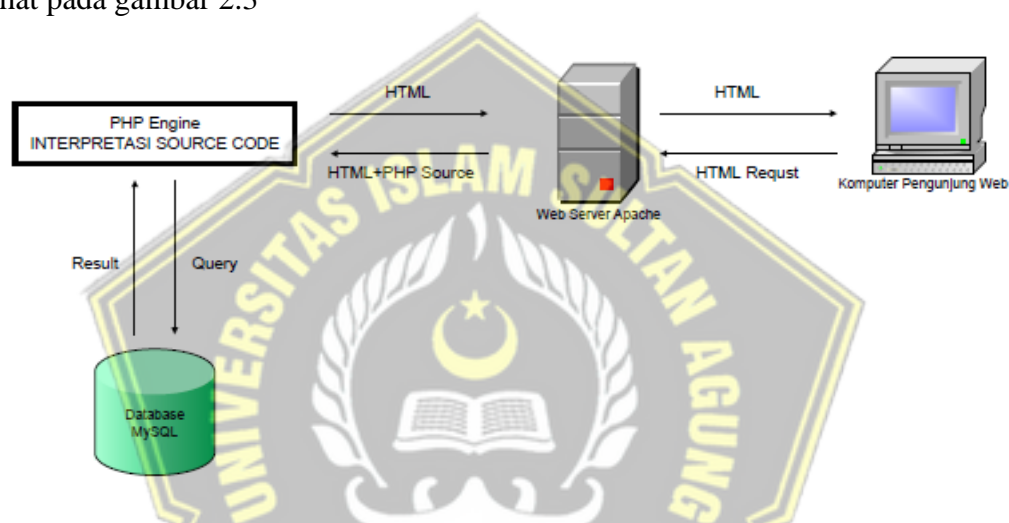 pada gambar 2.3
PHP Engine
INTERPRETASI SOURCE CODE
HTML
HTML+PHP Source
HTML
HTML Requst
Web Server Apache
Komputer Pengunjung Web
Result
Query
Database
MySQL
UNIVERSITAS ISLAM SULTAN AGUNG